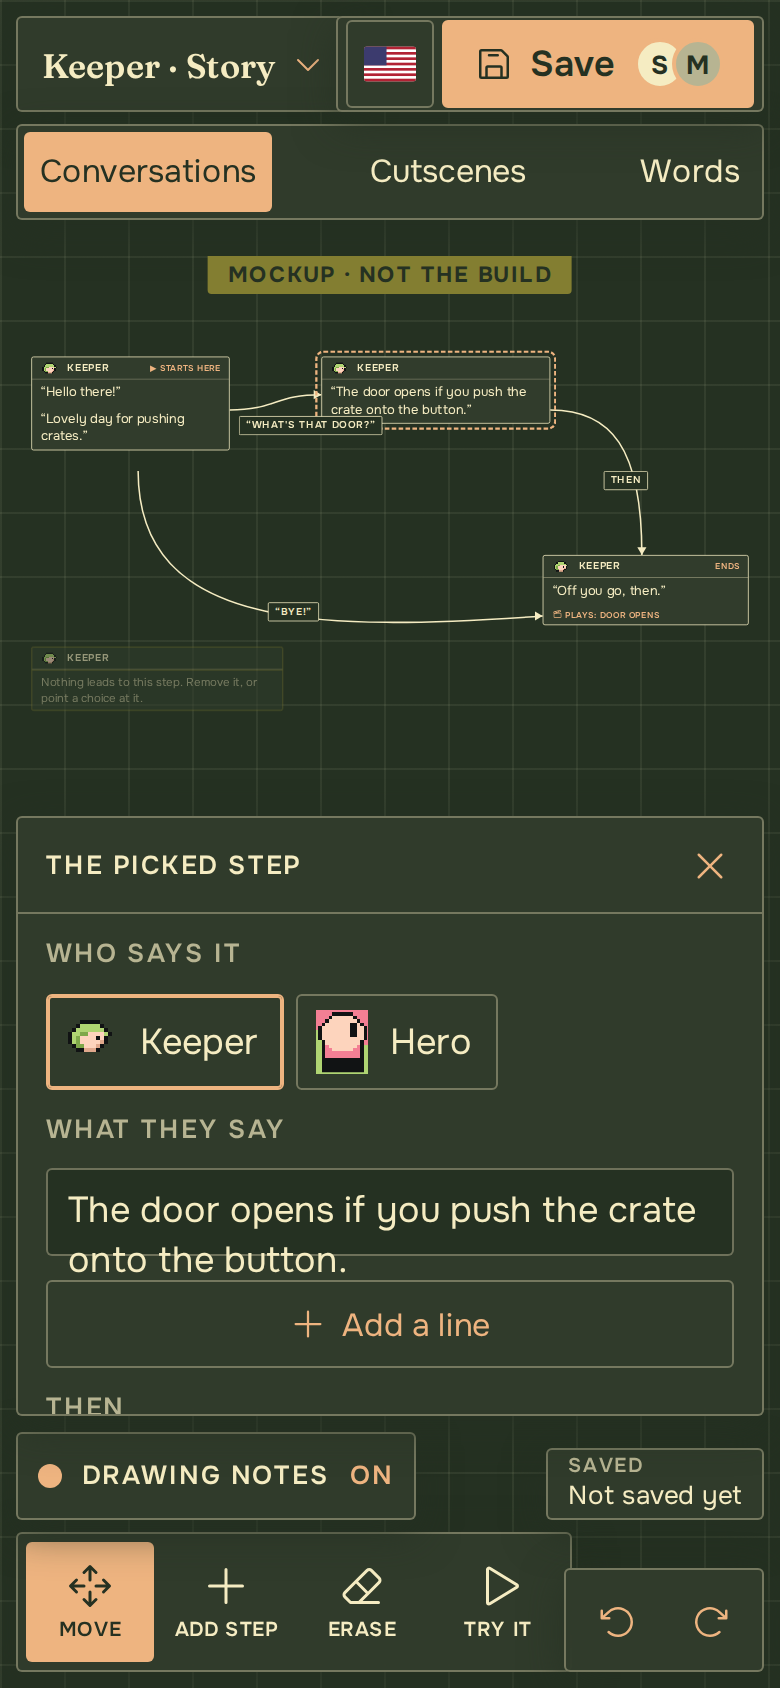 Keeper · Story
Save
S
M
Conversations
Cutscenes
Words
MOCKUP · NOT THE BUILD
KEEPER
▶ STARTS HERE
“Hello there!”
“Lovely day for pushing
crates.”
KEEPER
“The door opens if you push the
crate onto the button.”
“WHAT'S THAT DOOR?”
THEN
KEEPER
ENDS
“Off you go, then.”
PLAYS: DOOR OPENS
“BYE!”
KEEPER
Nothing leads to this step. Remove it, or
point a choice at it.
THE PICKED STEP
WHO SAYS IT
Keeper
Hero
WHAT THEY SAY
The door opens if you push the crate
onto the button.
Add a line
THEN
DRAWING NOTES ON
SAVED
Not saved yet
MOVE
ADD STEP
ERASE
TRY IT